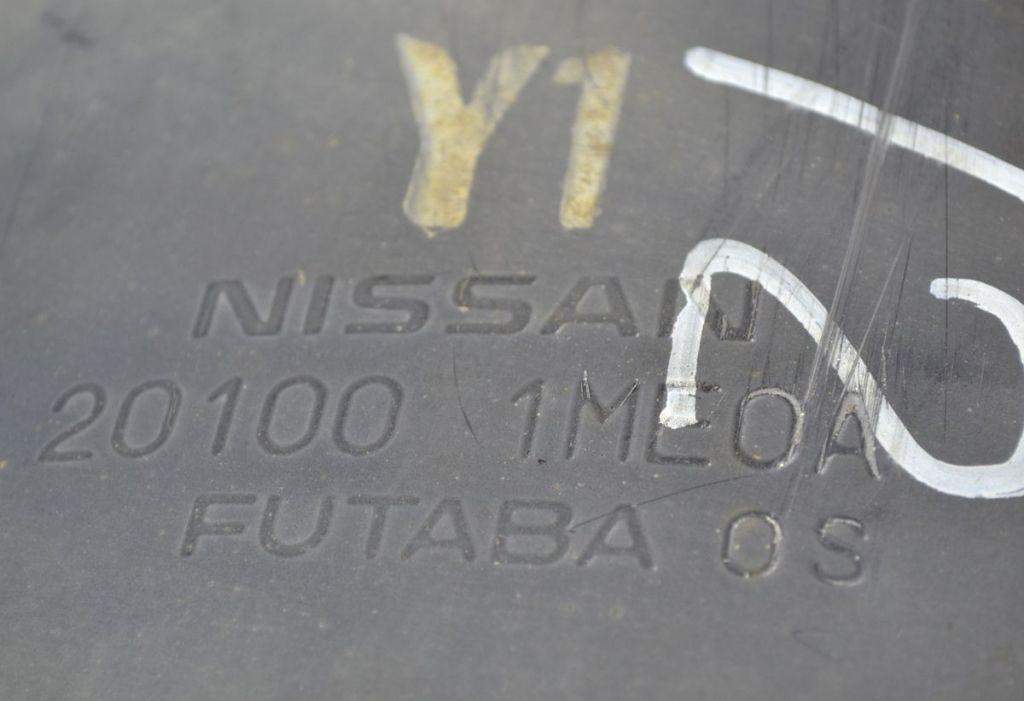 Y1
NISSAN
20100 1ME0A
FUTABA OS